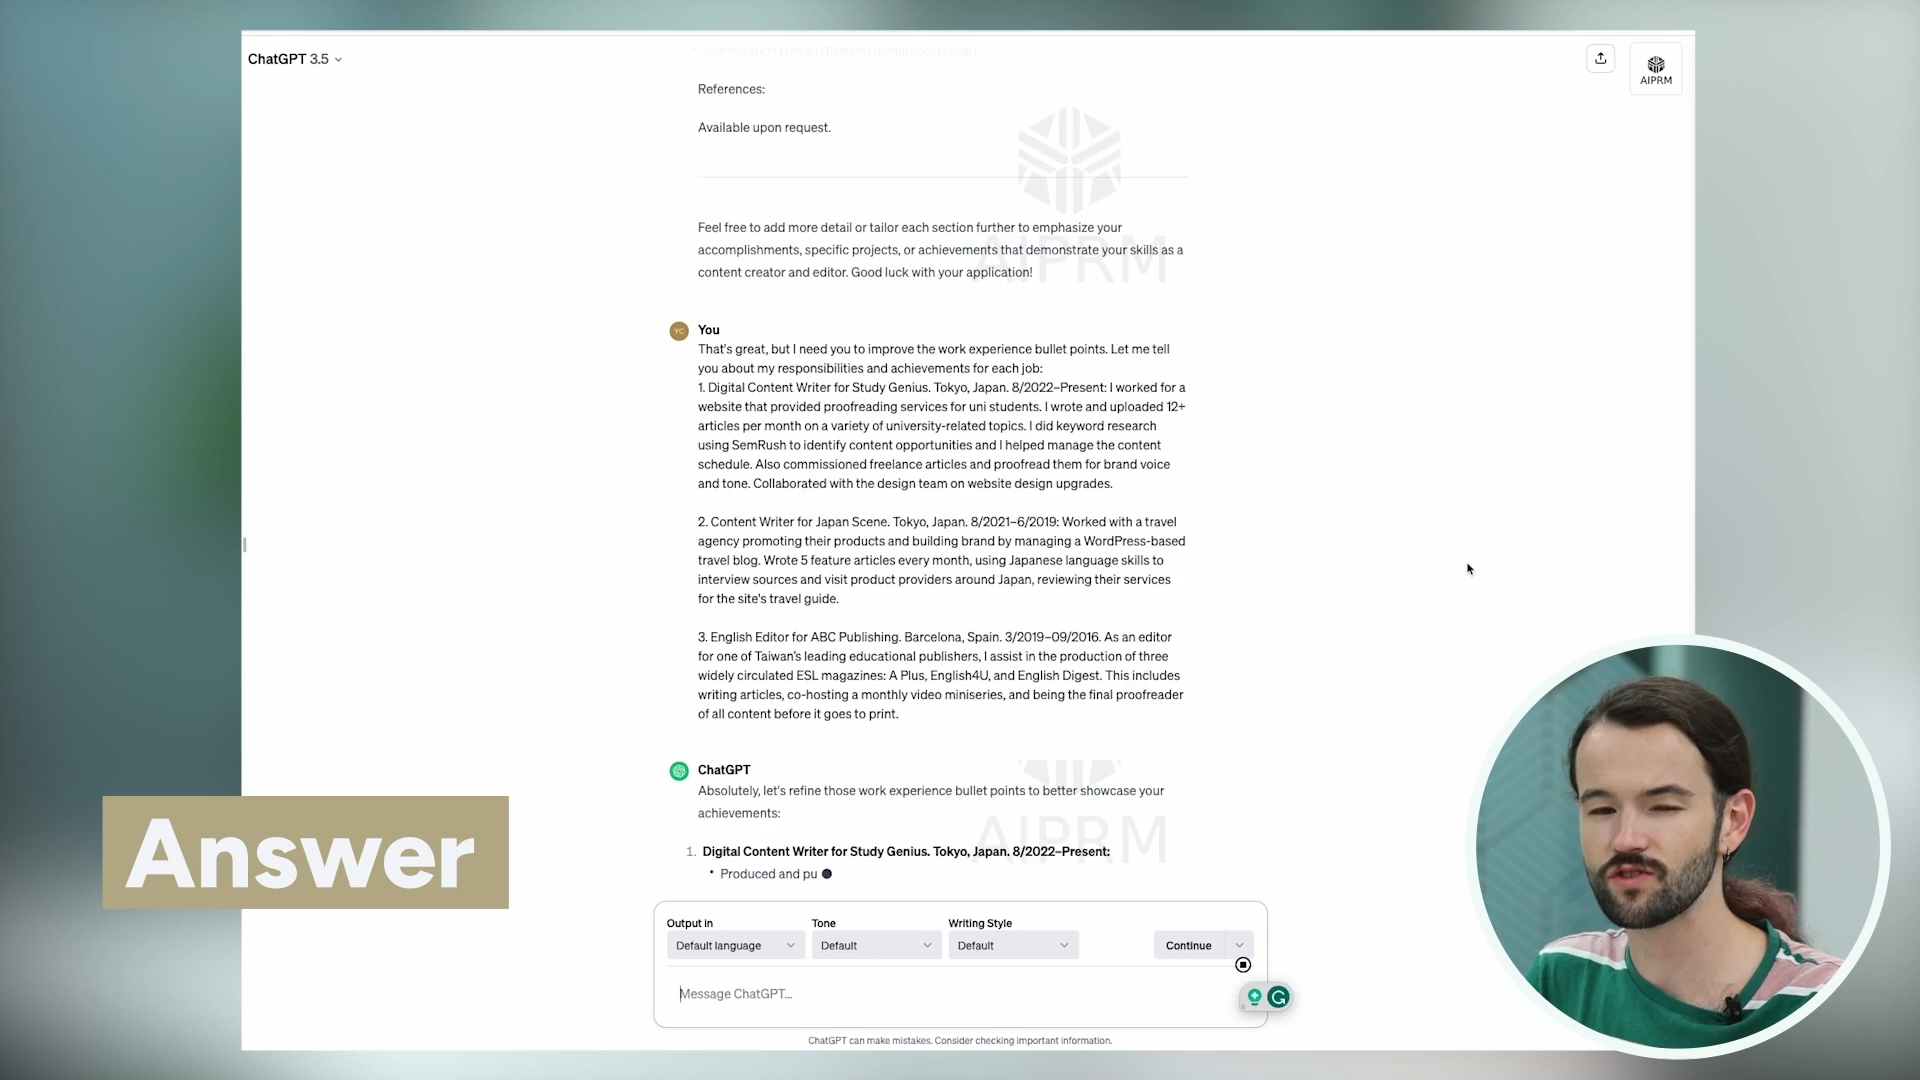 ChatGPT 3.5
AIPRM
References:
Available upon request.
AIPRM
Feel free to add more detail or tailor each section further to emphasize your
accomplishments, specific projects, or achievements that demonstrate your skills as a
content creator and editor. Good luck with your application!
YC
You
That's great, but I need you to improve the work experience bullet points. Let me tell
you about my responsibilities and achievements for each job:
1. Digital Content Writer for Study Genius. Tokyo, Japan. 8/2022–Present: I worked for a
website that provided proofreading services for uni students. I wrote and uploaded 12+
articles per month on a variety of university-related topics. I did keyword research
using SemRush to identify content opportunities and I helped manage the content
schedule. Also commissioned freelance articles and proofread them for brand voice
and tone. Collaborated with the design team on website design upgrades.
2. Content Writer for Japan Scene. Tokyo, Japan. 8/2021–6/2019: Worked with a travel
agency promoting their products and building brand by managing a WordPress-based
travel blog. Wrote 5 feature articles every month, using Japanese language skills to
interview sources and visit product providers around Japan, reviewing their services
for the site's travel guide.
3. English Editor for ABC Publishing. Barcelona, Spain. 3/2019–09/2016. As an editor
for one of Taiwan’s leading educational publishers, I assist in the production of three
widely circulated ESL magazines: A Plus, English4U, and English Digest. This includes
writing articles, co-hosting a monthly video miniseries, and being the final proofreader
of all content before it goes to print.
ChatGPT
Absolutely, let's refine those work experience bullet points to better showcase your
achievements:
AIPRM
1. Digital Content Writer for Study Genius. Tokyo, Japan. 8/2022–Present:
• Produced and pu
Answer
Output in
Tone
Writing Style
Default language
Default
Default
Continue
Message ChatGPT...
ChatGPT can make mistakes. Consider checking important information.